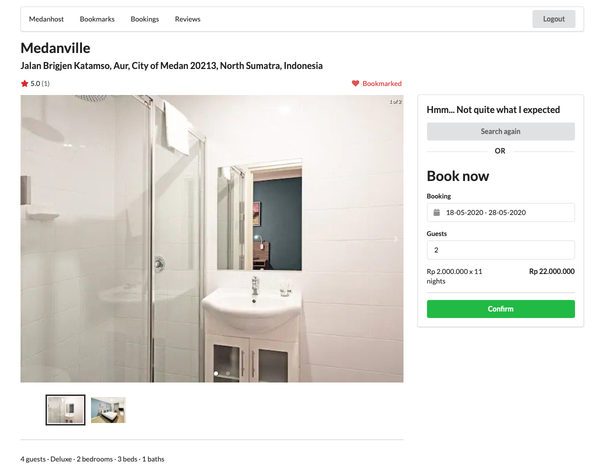 Medanhost Bookmarks Bookings Reviews Logout
Medanville
Jalan Brigjen Katamso, Aur, City of Medan 20213, North Sumatra, Indonesia
5.0 (1) Bookmarked
1 of 2
Hmm... Not quite what I expected
Search again
OR
Book now
Booking
18-05-2020 - 28-05-2020
Guests
2
Rp 2,000,000 x 11 Rp 22.000.000
nights
Confirm
4 guests · Deluxe · 2 bedrooms · 3 beds · 1 baths